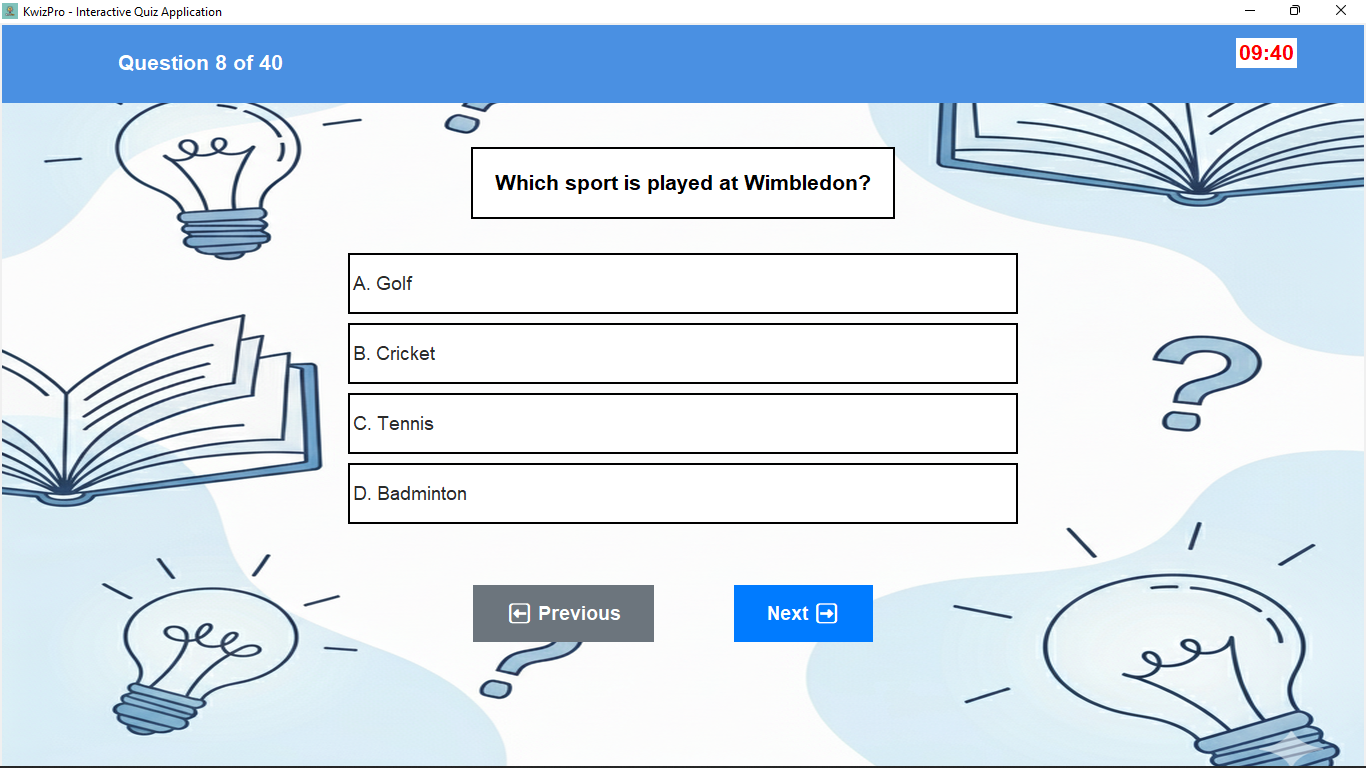 KwizPro - Interactive Quiz Application
Question 8 of 40
09:40
Which sport is played at Wimbledon?
A. Golf
B. Cricket
C. Tennis
D. Badminton
Previous
Next